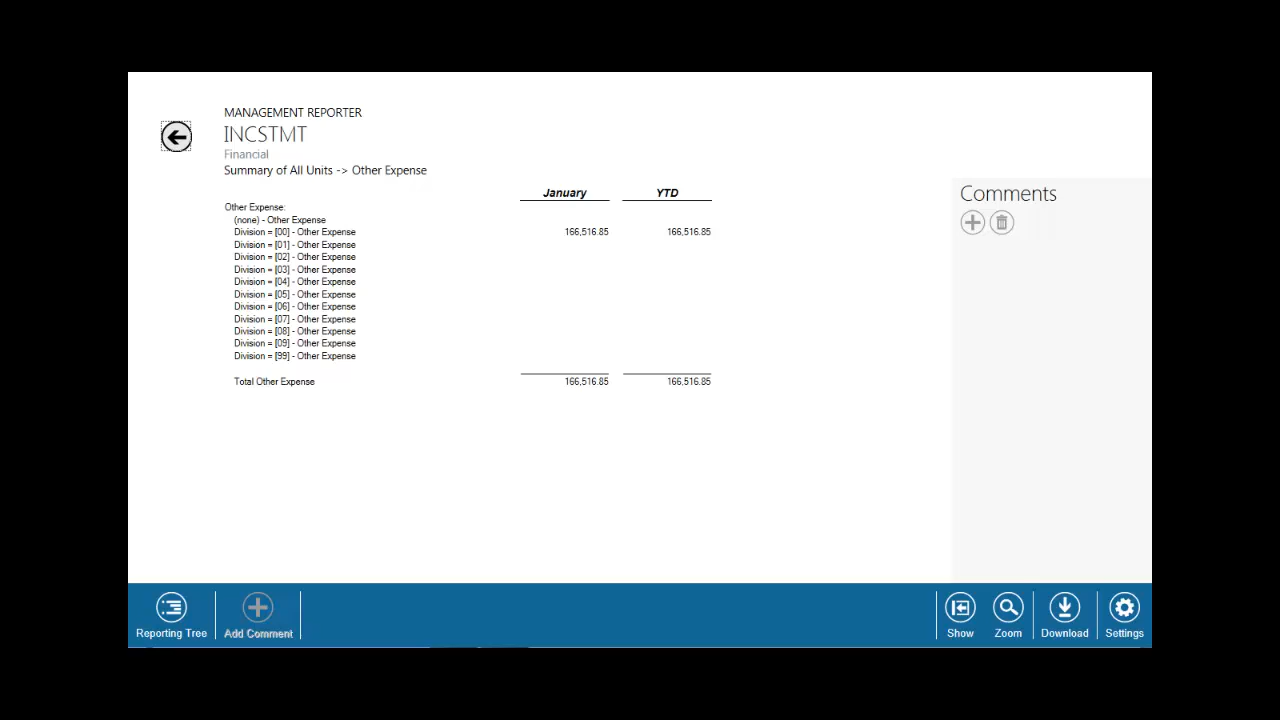 MANAGEMENT REPORTER
INCSTMT
Financial
Summary of All Units -> Other Expense
January YTD
Other Expense:
(none) - Other Expense
Division = [00] - Other Expense 166,516.85 166,516.85
Division = [01] - Other Expense
Division = [02] - Other Expense
Division = [03] - Other Expense
Division = [04] - Other Expense
Division = [05] - Other Expense
Division = [06] - Other Expense
Division = [07] - Other Expense
Division = [08] - Other Expense
Division = [09] - Other Expense
Division = [99] - Other Expense
Total Other Expense 166,516.85 166,516.85
Comments
Reporting Tree Add Comment Show Zoom Download Settings